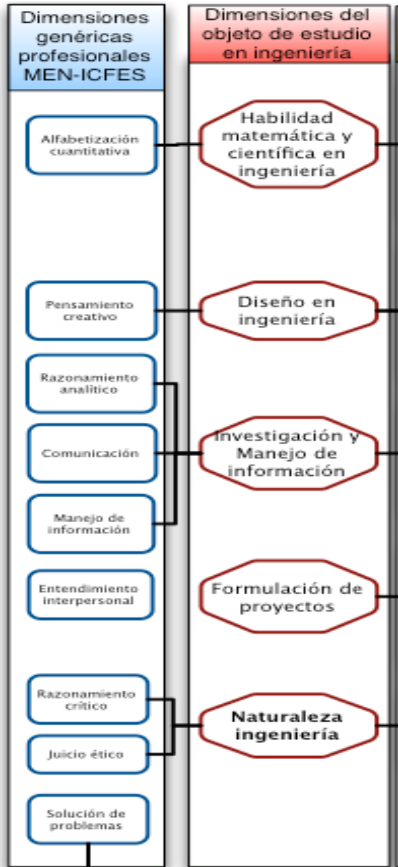 Dimensiones
genéricas
profesionales
MEN-ICFES
Alfabetización
cuantitativa
Pensamiento
creativo
Razonamiento
analítico
Comunicación
Manejo de
información
Entendimiento
interpersonal
Razonamiento
crítico
Juicio ético
Solución de
problemas
Dimensiones del
objeto de estudio
en ingeniería
Habilidad
matemática y
científica en
ingeniería
Diseño en
ingeniería
Investigación y
Manejo de
información
Formulación de
proyectos
Naturaleza
ingeniería